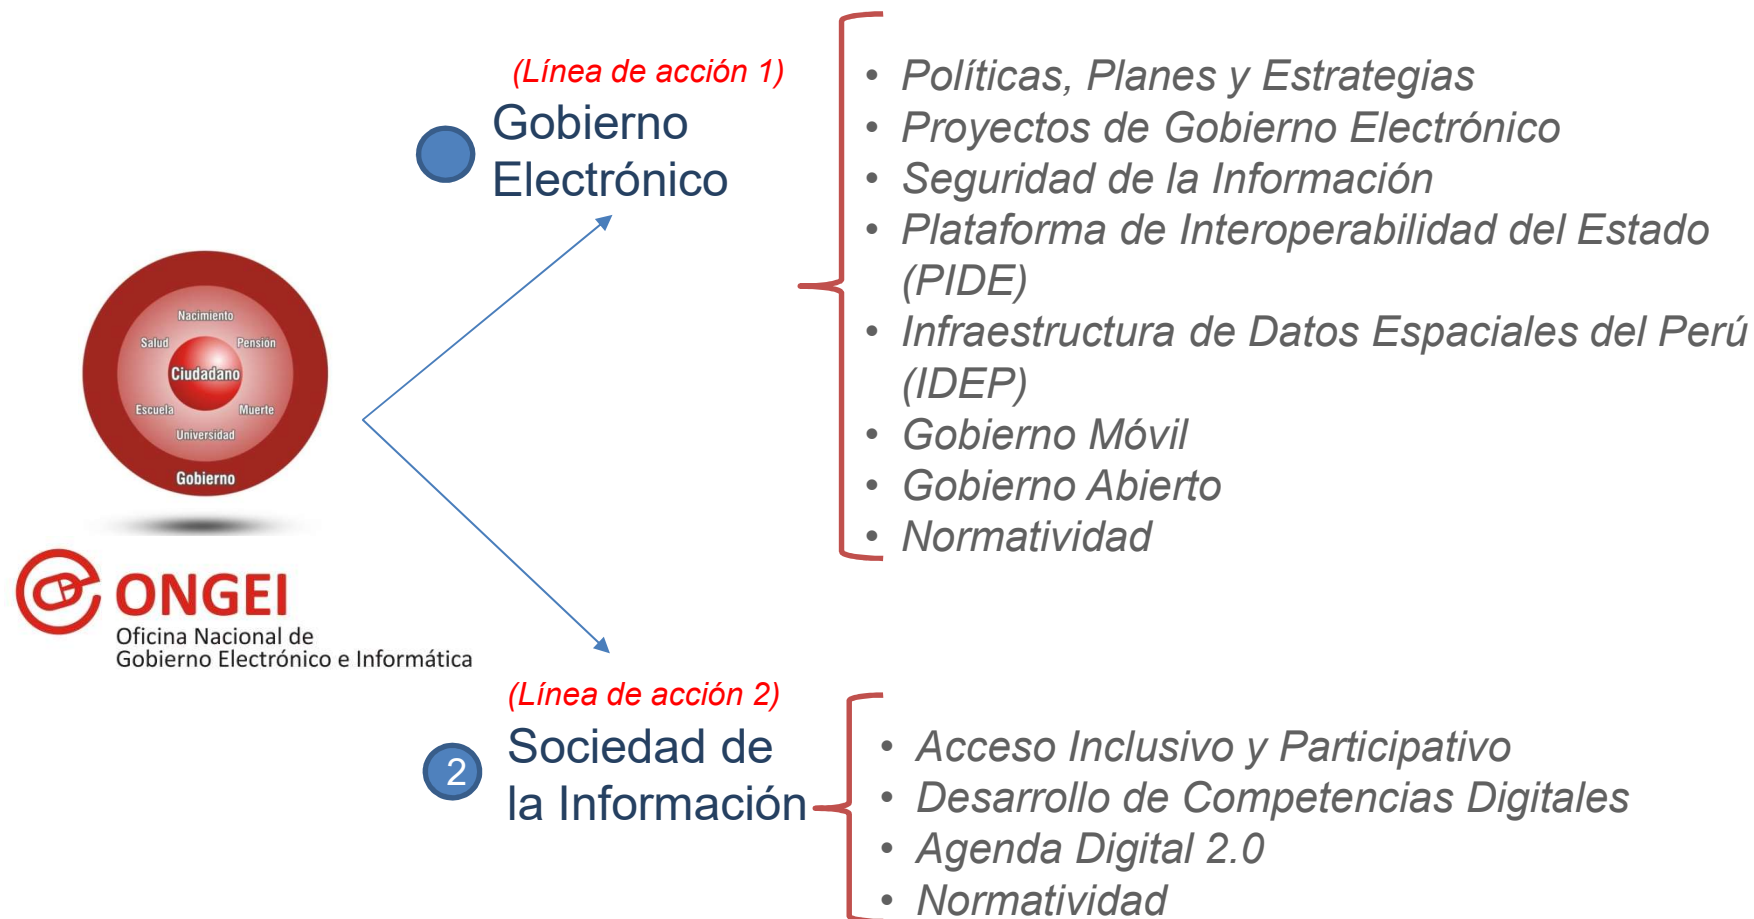 (Línea de acción 1)
Gobierno
Electrónico
• Políticas, Planes y Estrategias
• Proyectos de Gobierno Electrónico
• Seguridad de la Información
• Plataforma de Interoperabilidad del Estado
(PIDE)
• Infraestructura de Datos Espaciales del Perú
(IDEP)
• Gobierno Móvil
• Gobierno Abierto
• Normatividad
Nacimiento
Salud
Pensión
Ciudadano
Escuela
Muerte
Universidad
Gobierno
ONGEI
Oficina Nacional de
Gobierno Electrónico e Informática
(Línea de acción 2)
2
Sociedad de
la Información
• Acceso Inclusivo y Participativo
• Desarrollo de Competencias Digitales
• Agenda Digital 2.0
• Normatividad